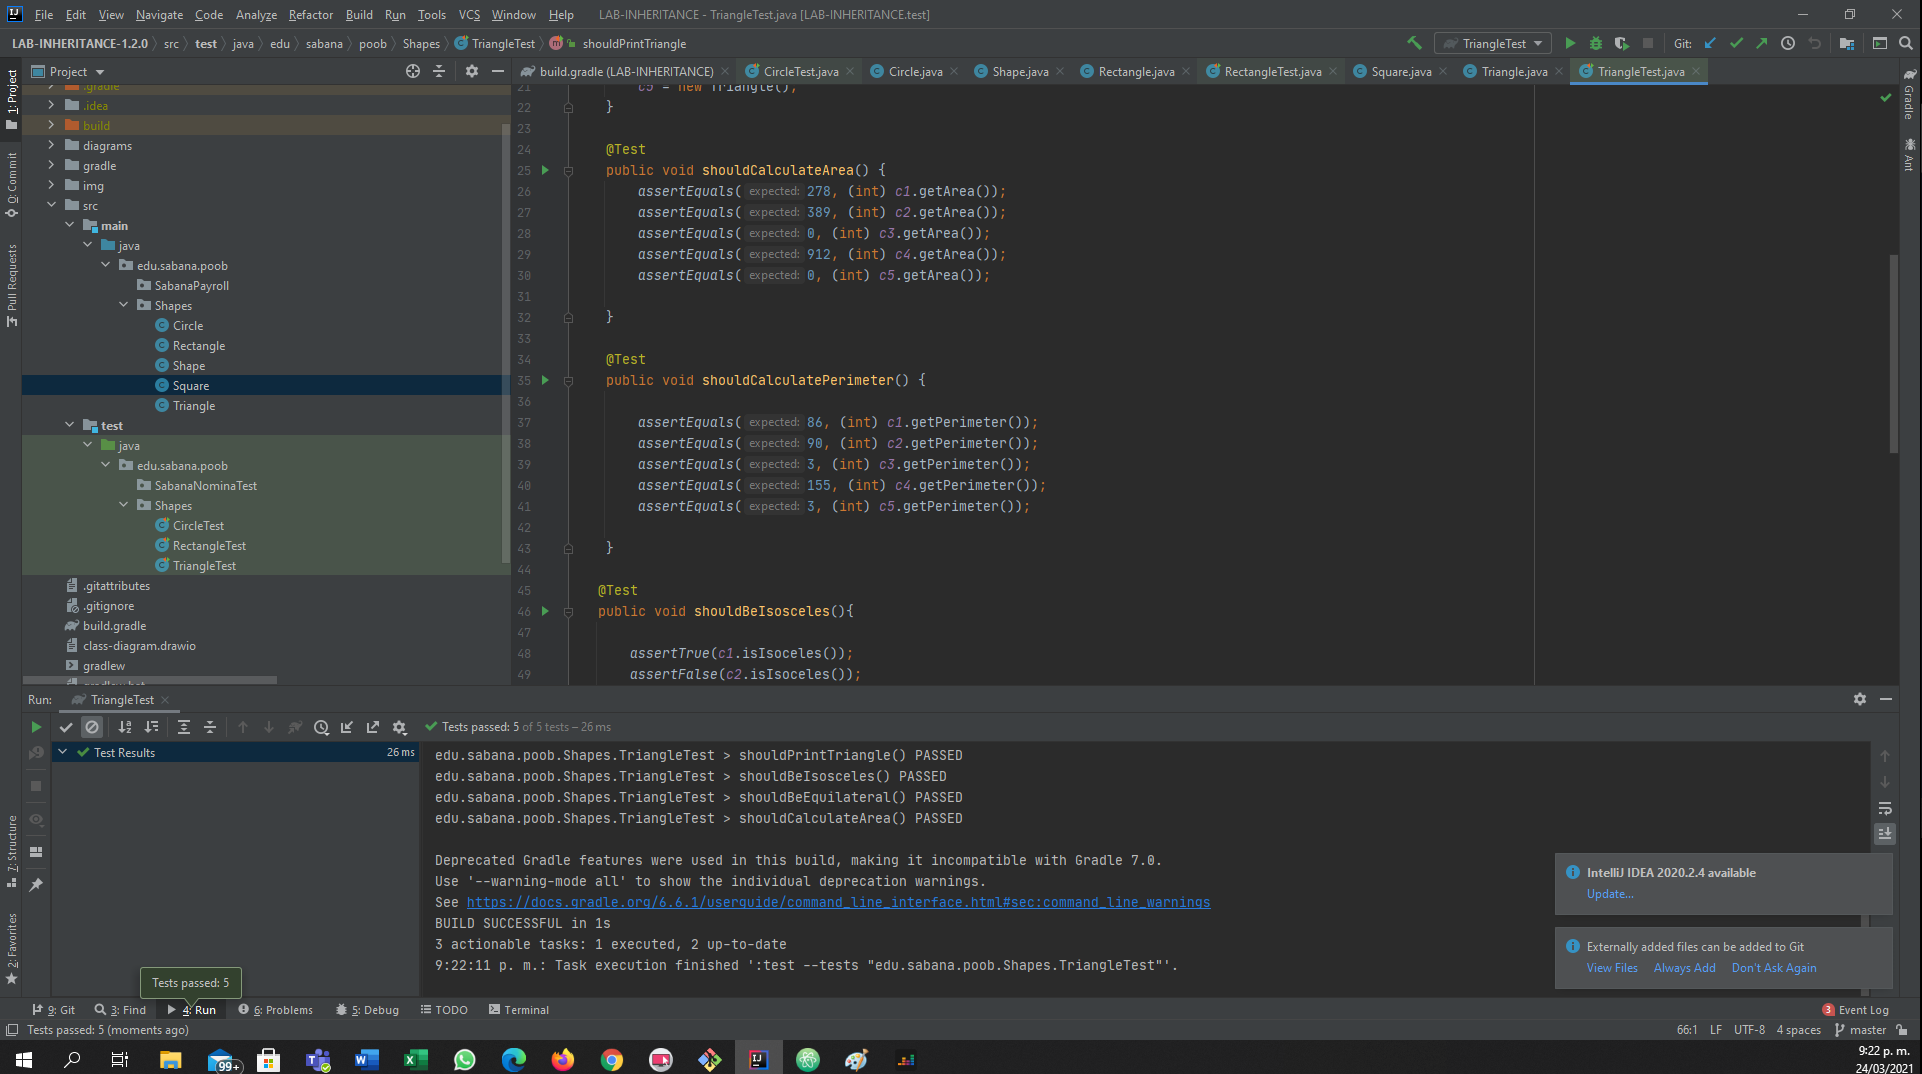 File Edit View Navigate Code Analyze Refactor Build Run Tools VCS Window Help LAB-INHERITANCE - TriangleTest.java [LAB-INHERITANCE.test]
LAB-INHERITANCE-1.2.0 src test java edu sabana poob Shapes TriangleTest shouldPrintTriangle TriangleTest Git:
Project
build.gradle (LAB-INHERITANCE) CircleTest.java Circle.java Shape.java Rectangle.java RectangleTest.java Square.java Triangle.java TriangleTest.java
1: Project
0: Commit
Pull Requests
7: Structure
2: Favorites
Gradle
Ant
.gradle
.idea
build
diagrams
gradle
img
src
main
java
edu.sabana.poob
SabanaPayroll
Shapes
Circle
Rectangle
Shape
Square
Triangle
test
java
edu.sabana.poob
SabanaNominaTest
Shapes
CircleTest
RectangleTest
TriangleTest
.gitattributes
.gitignore
build.gradle
class-diagram.drawio
gradlew
gradlew.bat
21 c5 = new Triangle();
22 }
23
24 @Test
25 public void shouldCalculateArea() {
26 assertEquals( expected: 278, (int) c1.getArea());
27 assertEquals( expected: 389, (int) c2.getArea());
28 assertEquals( expected: 0, (int) c3.getArea());
29 assertEquals( expected: 912, (int) c4.getArea());
30 assertEquals( expected: 0, (int) c5.getArea());
31
32 }
33
34 @Test
35 public void shouldCalculatePerimeter() {
36
37 assertEquals( expected: 86, (int) c1.getPerimeter());
38 assertEquals( expected: 90, (int) c2.getPerimeter());
39 assertEquals( expected: 3, (int) c3.getPerimeter());
40 assertEquals( expected: 155, (int) c4.getPerimeter());
41 assertEquals( expected: 3, (int) c5.getPerimeter());
42
43 }
44
45 @Test
46 public void shouldBeIsosceles(){
47
48 assertTrue(c1.isIsoceles());
49 assertFalse(c2.isIsoceles());
Run: TriangleTest
Tests passed: 5 of 5 tests – 26 ms
Test Results 26 ms
edu.sabana.poob.Shapes.TriangleTest > shouldPrintTriangle() PASSED
edu.sabana.poob.Shapes.TriangleTest > shouldBeIsosceles() PASSED
edu.sabana.poob.Shapes.TriangleTest > shouldBeEquilateral() PASSED
edu.sabana.poob.Shapes.TriangleTest > shouldCalculateArea() PASSED
Deprecated Gradle features were used in this build, making it incompatible with Gradle 7.0.
Use '--warning-mode all' to show the individual deprecation warnings.
See https://docs.gradle.org/6.6.1/userguide/command_line_interface.html#sec:command_line_warnings
BUILD SUCCESSFUL in 1s
3 actionable tasks: 1 executed, 2 up-to-date
9:22:11 p. m.: Task execution finished ':test --tests "edu.sabana.poob.Shapes.TriangleTest"'.
IntelliJ IDEA 2020.2.4 available
Update...
Externally added files can be added to Git
View Files Always Add Don't Ask Again
Tests passed: 5
9: Git 3: Find 4: Run 6: Problems 5: Debug TODO Terminal 3 Event Log
Tests passed: 5 (moments ago) 66:1 LF UTF-8 4 spaces master
99+
9:22 p. m.
24/03/2021